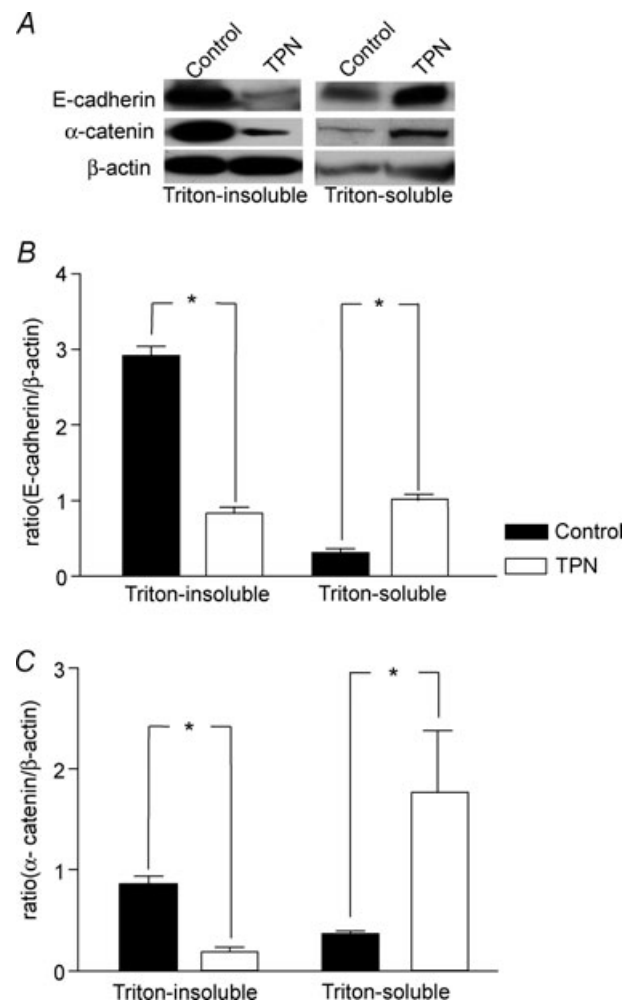 A
Control TPN Control TPN
E-cadherin
α-catenin
β-actin
Triton-insoluble Triton-soluble
B
ratio(E-cadherin/β-actin)
4
3
2
1
0
* *
Triton-insoluble Triton-soluble
Control
TPN
C
ratio(α- catenin/β-actin)
3
2
1
0
* *
Triton-insoluble Triton-soluble